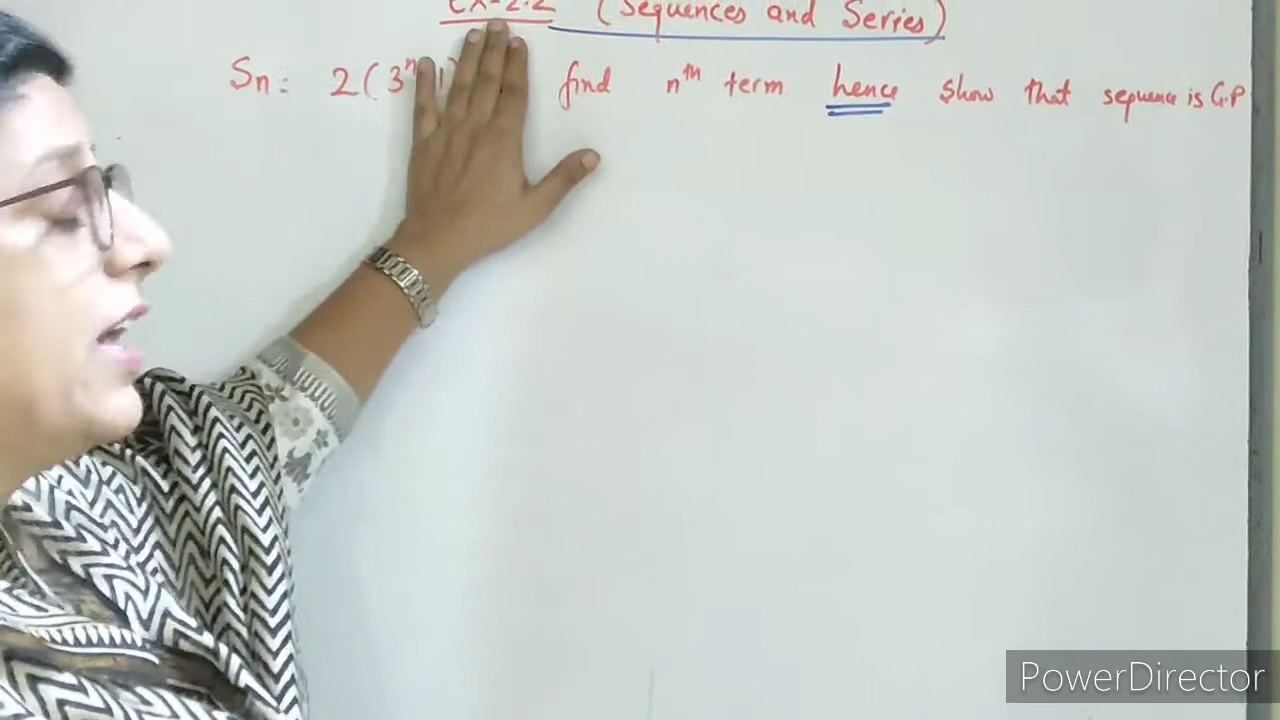 Ex-2.2 (Sequences and Series)
Sn = 2(3ⁿ 1) find nᵗʰ term hence show that sequence is G.P
PowerDirector